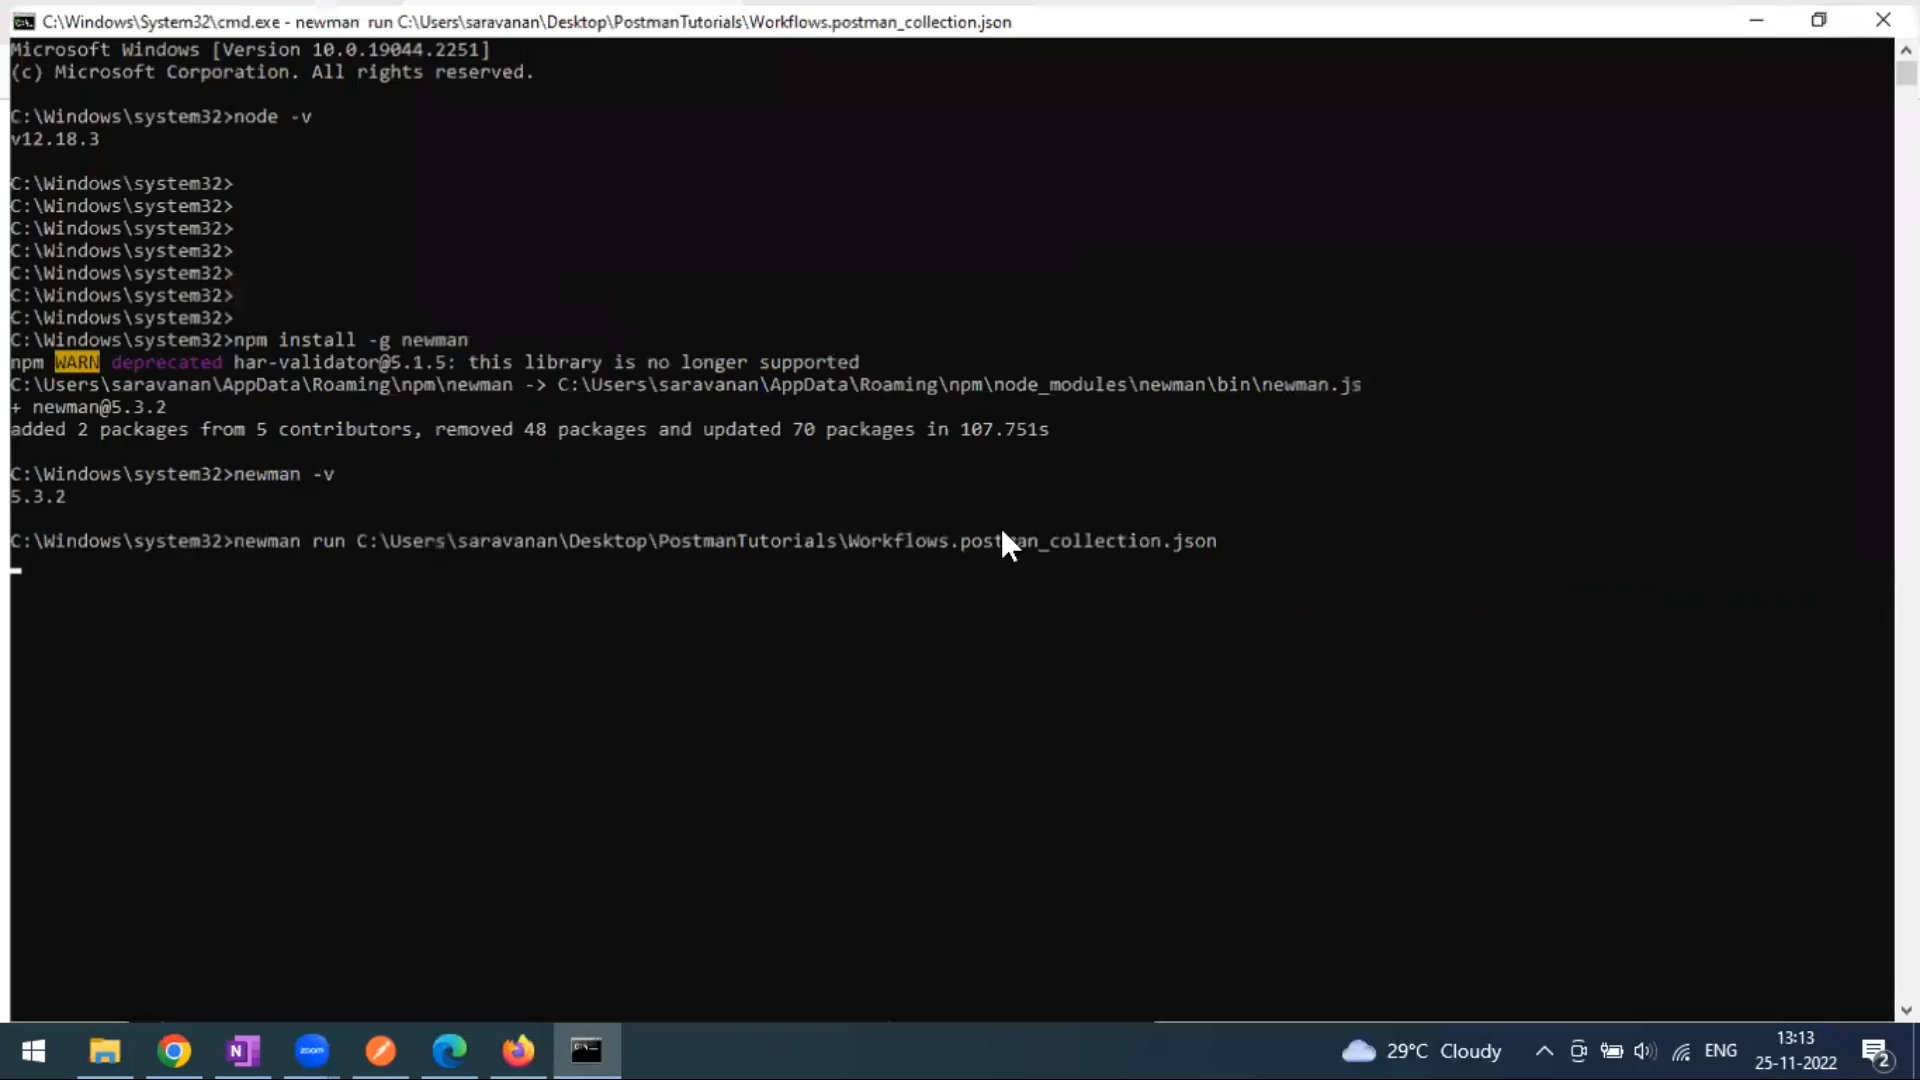 C:\Windows\System32\cmd.exe - newman  run C:\Users\saravanan\Desktop\PostmanTutorials\Workflows.postman_collection.json
Microsoft Windows [Version 10.0.19044.2251]
(c) Microsoft Corporation. All rights reserved.
C:\Windows\system32>node -v
v12.18.3
C:\Windows\system32>
C:\Windows\system32>
C:\Windows\system32>
C:\Windows\system32>
C:\Windows\system32>
C:\Windows\system32>
C:\Windows\system32>
C:\Windows\system32>npm install -g newman
npm WARN deprecated har-validator@5.1.5: this library is no longer supported
C:\Users\saravanan\AppData\Roaming\npm\newman -> C:\Users\saravanan\AppData\Roaming\npm\node_modules\newman\bin\newman.js
+ newman@5.3.2
added 2 packages from 5 contributors, removed 48 packages and updated 70 packages in 107.751s
C:\Windows\system32>newman -v
5.3.2
C:\Windows\system32>newman run C:\Users\saravanan\Desktop\PostmanTutorials\Workflows.postman_collection.json
N zoom 29°C Cloudy ENG 13:13
25-11-2022 2